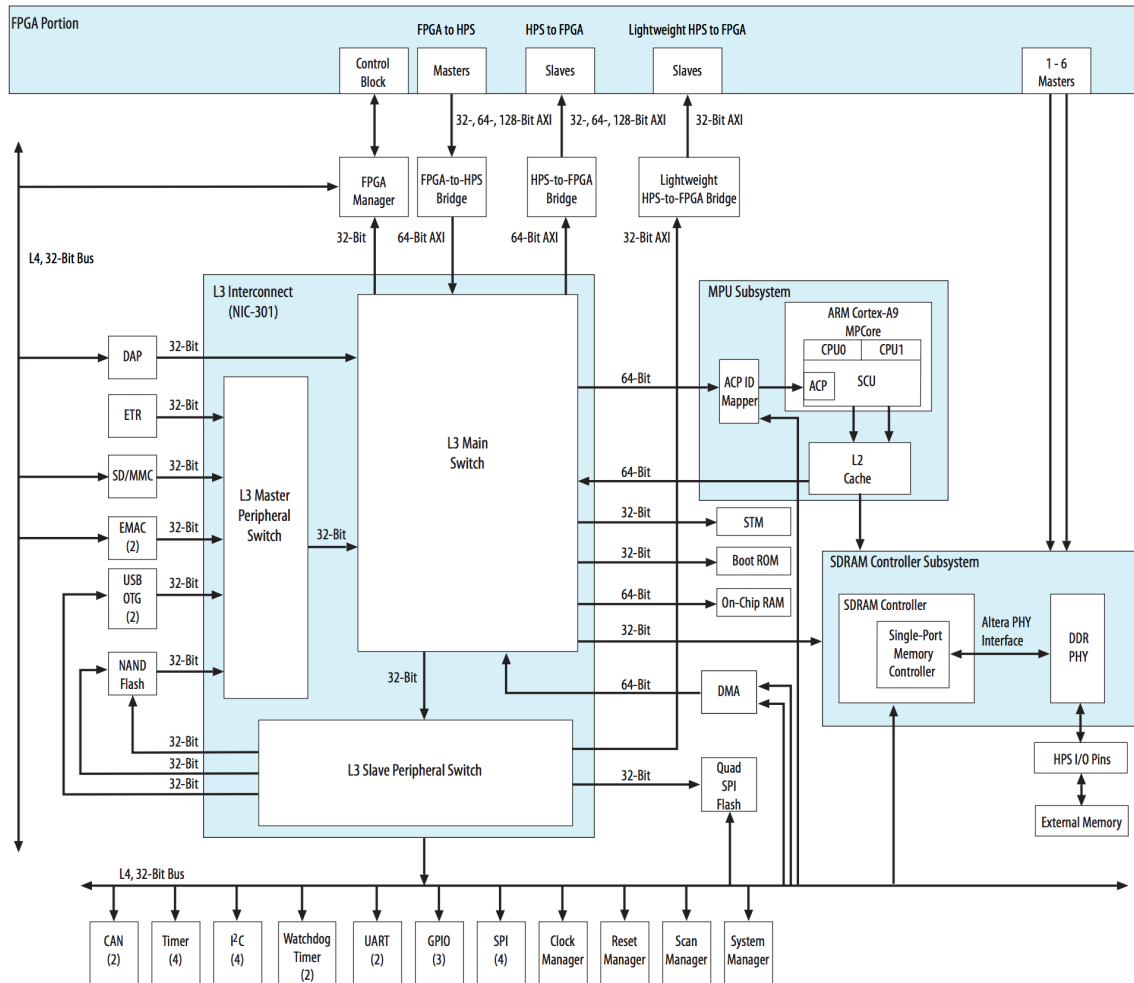 FPGA Portion
FPGA to HPS
HPS to FPGA
Lightweight HPS to FPGA
Control
Block
Masters
Slaves
Slaves
1 - 6
Masters
32-, 64-, 128-Bit AXI
32-, 64-, 128-Bit AXI
32-Bit AXI
FPGA
Manager
FPGA-to-HPS
Bridge
HPS-to-FPGA
Bridge
Lightweight
HPS-to-FPGA Bridge
32-Bit
64-Bit AXI
64-Bit AXI
32-Bit AXI
L4, 32-Bit Bus
L3 Interconnect
(NIC-301)
MPU Subsystem
ARM Cortex-A9
MPCore
CPU0
CPU1
ACP
SCU
ACP ID
Mapper
L2
Cache
DAP
32-Bit
ETR
32-Bit
SD/MMC
32-Bit
EMAC
(2)
32-Bit
USB
OTG
(2)
32-Bit
NAND
Flash
32-Bit
L3 Master
Peripheral
Switch
32-Bit
L3 Main
Switch
64-Bit
64-Bit
32-Bit
STM
32-Bit
Boot ROM
64-Bit
On-Chip RAM
32-Bit
64-Bit
DMA
SDRAM Controller Subsystem
SDRAM Controller
Single-Port
Memory
Controller
Altera PHY
Interface
DDR
PHY
HPS I/O Pins
External Memory
32-Bit
32-Bit
32-Bit
32-Bit
L3 Slave Peripheral Switch
32-Bit
Quad
SPI
Flash
L4, 32-Bit Bus
CAN
(2)
Timer
(4)
I²C
(4)
Watchdog
Timer
(2)
UART
(2)
GPIO
(3)
SPI
(4)
Clock
Manager
Reset
Manager
Scan
Manager
System
Manager